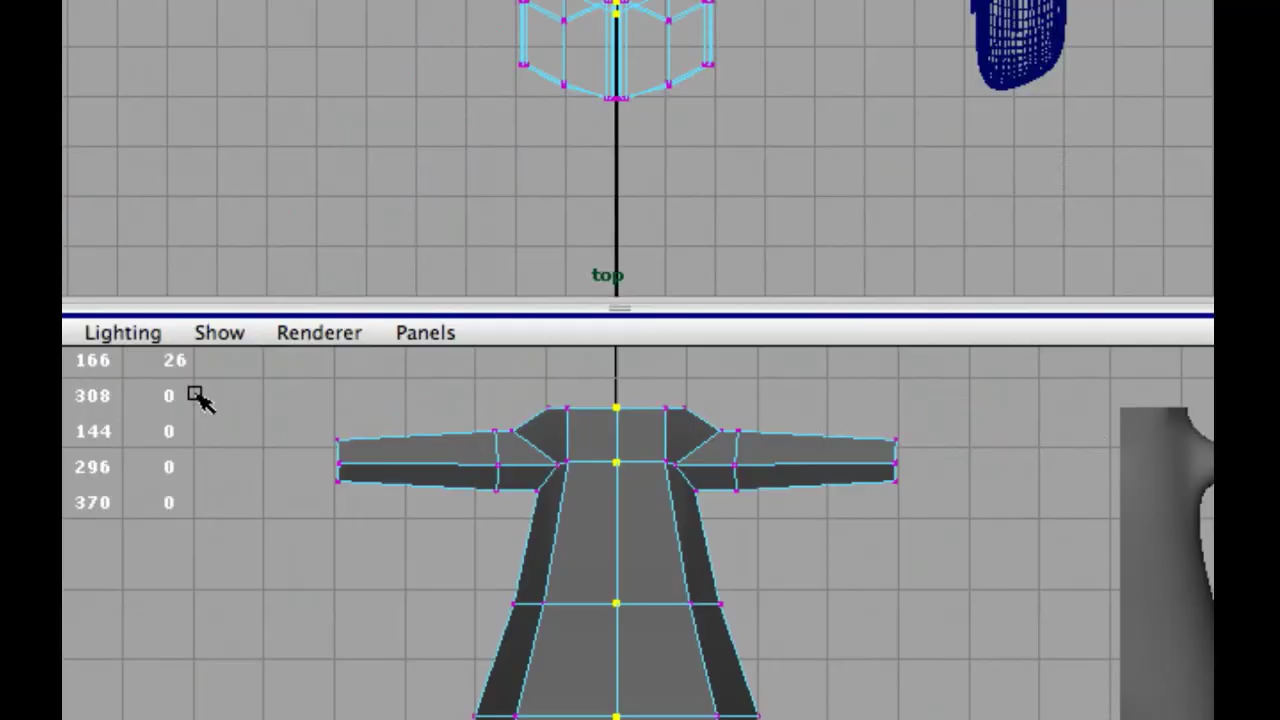 top
Lighting Show Renderer Panels
166 26
308 0
144 0
296 0
370 0